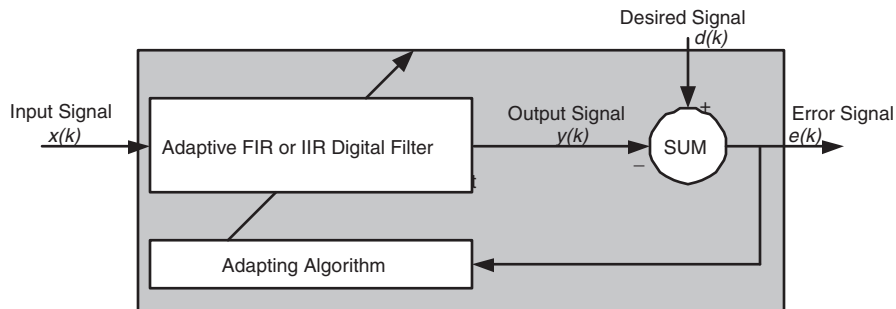 Desired Signal
d(k)
Input Signal
x(k)
Adaptive FIR or IIR Digital Filter
Output Signal
y(k)
+
−
SUM
Error Signal
e(k)
t
Adapting Algorithm